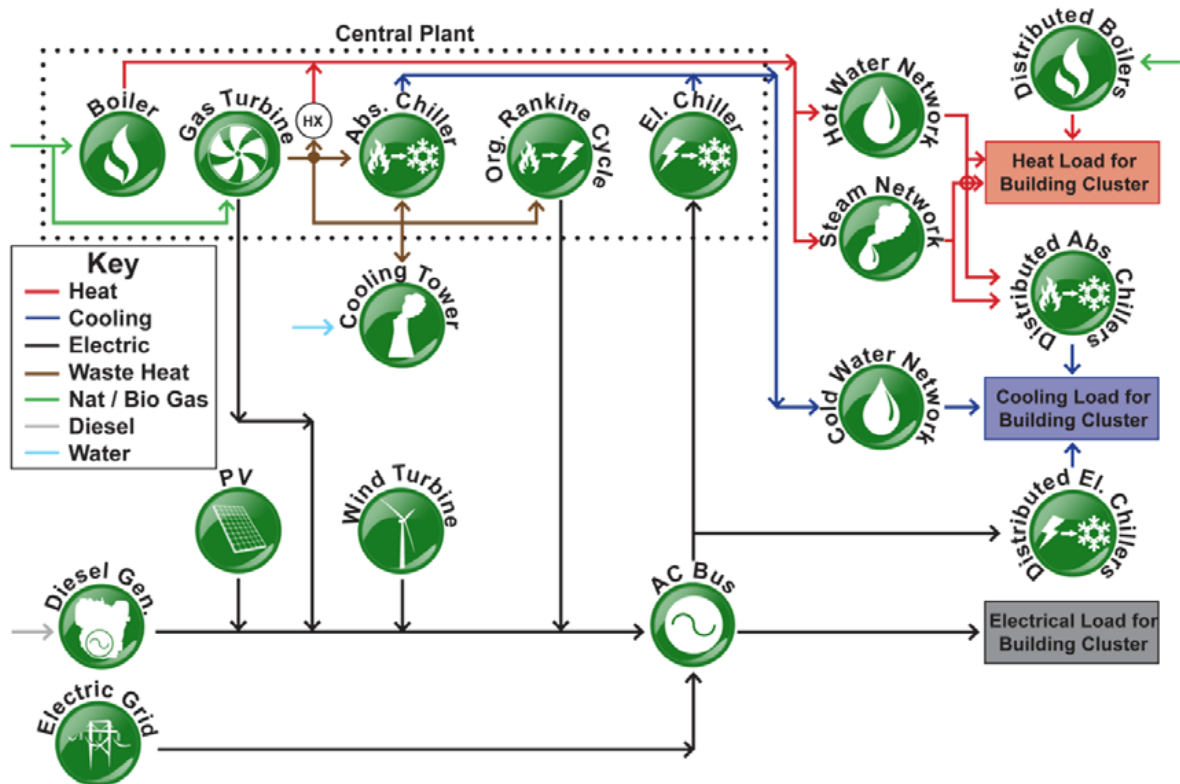 Central Plant
Boiler
Gas Turbine
HX
Abs. Chiller
Org. Rankine Cycle
El. Chiller
Hot Water Network
Distributed Boilers
Heat Load for
Building Cluster
Steam Network
Distributed Abs. Chillers
Key
Heat
Cooling
Electric
Waste Heat
Nat / Bio Gas
Diesel
Water
Cooling Tower
Cold Water Network
Cooling Load for
Building Cluster
PV
Wind Turbine
Distributed El. Chillers
Diesel Gen.
AC Bus
Electrical Load for
Building Cluster
Electric Grid